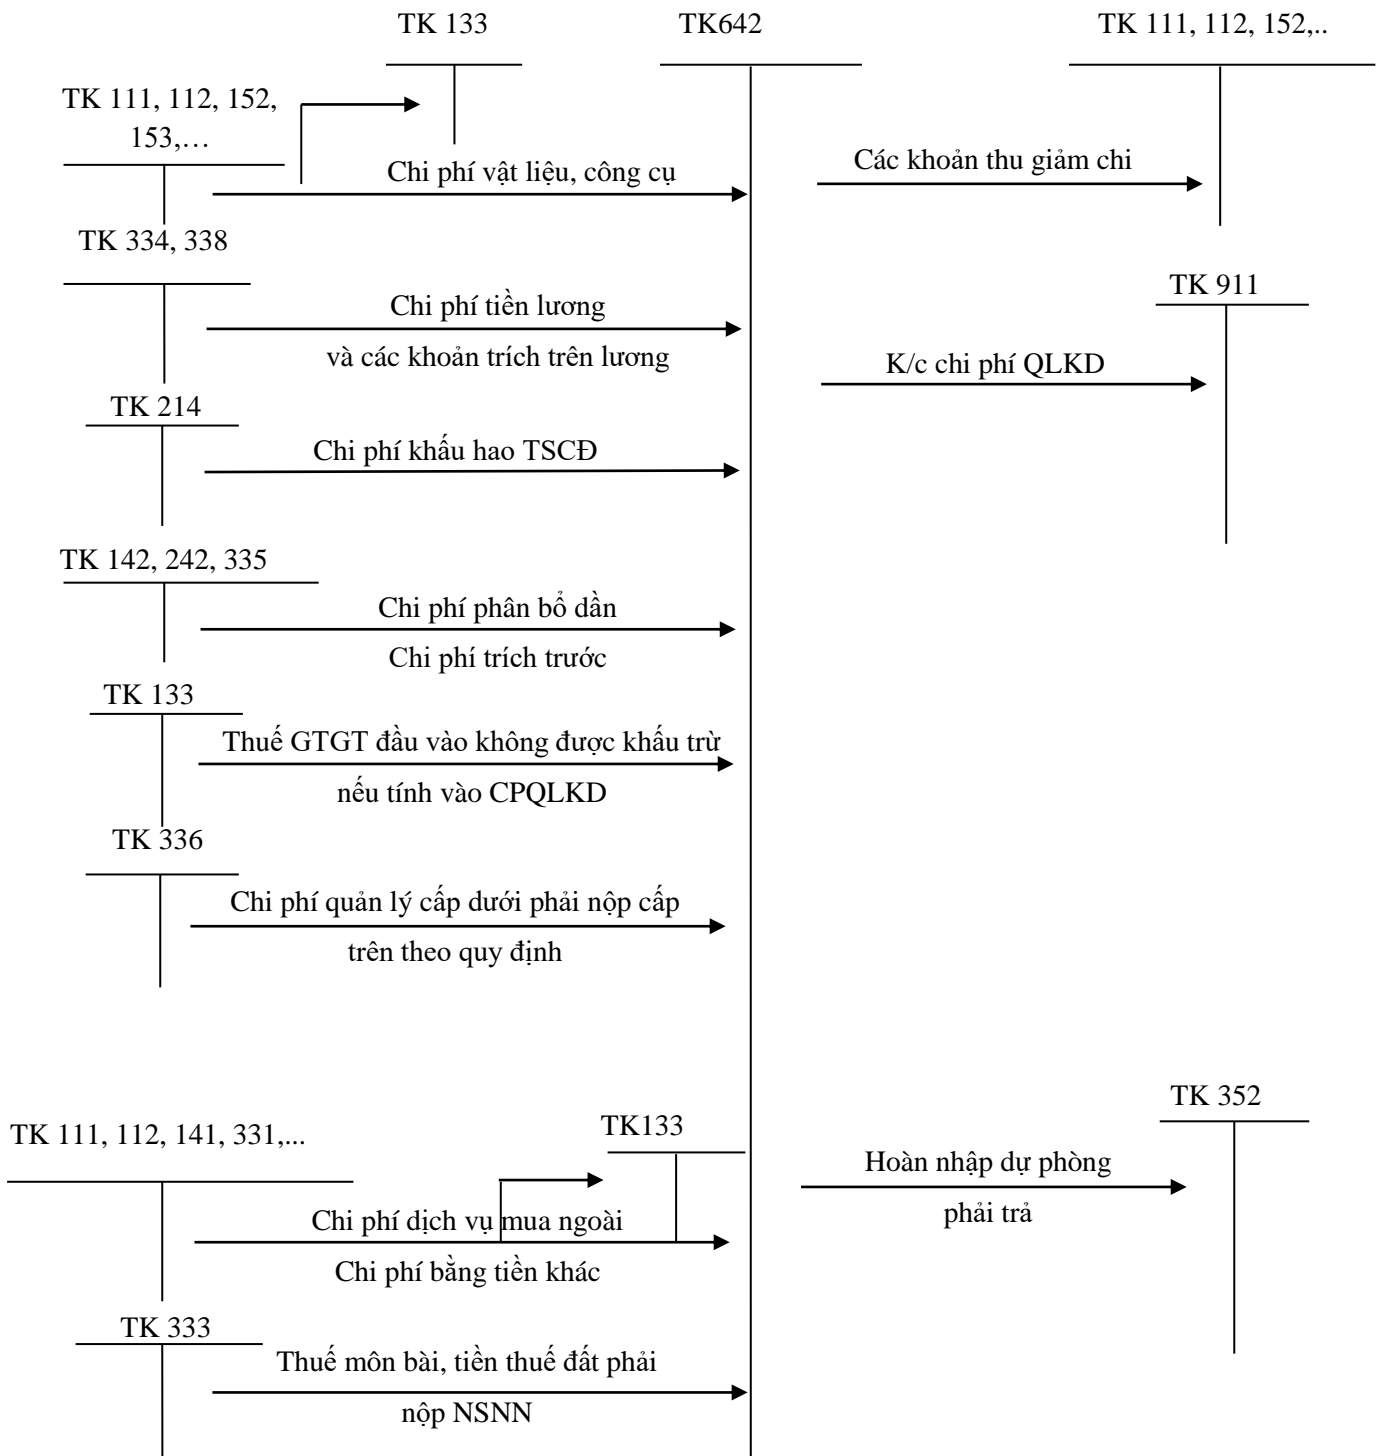 TK 133
TK642
TK 111, 112, 152,..
TK 111, 112, 152,
153,…
Chi phí vật liệu, công cụ
Các khoản thu giảm chi
TK 334, 338
TK 911
Chi phí tiền lương
và các khoản trích trên lương
K/c chi phí QLKD
TK 214
Chi phí khấu hao TSCĐ
TK 142, 242, 335
Chi phí phân bổ dần
Chi phí trích trước
TK 133
Thuế GTGT đầu vào không được khấu trừ
nếu tính vào CPQLKD
TK 336
Chi phí quản lý cấp dưới phải nộp cấp
trên theo quy định
TK 352
TK 111, 112, 141, 331,...
TK133
Hoàn nhập dự phòng
phải trả
Chi phí dịch vụ mua ngoài
Chi phí bằng tiền khác
TK 333
Thuế môn bài, tiền thuế đất phải
nộp NSNN